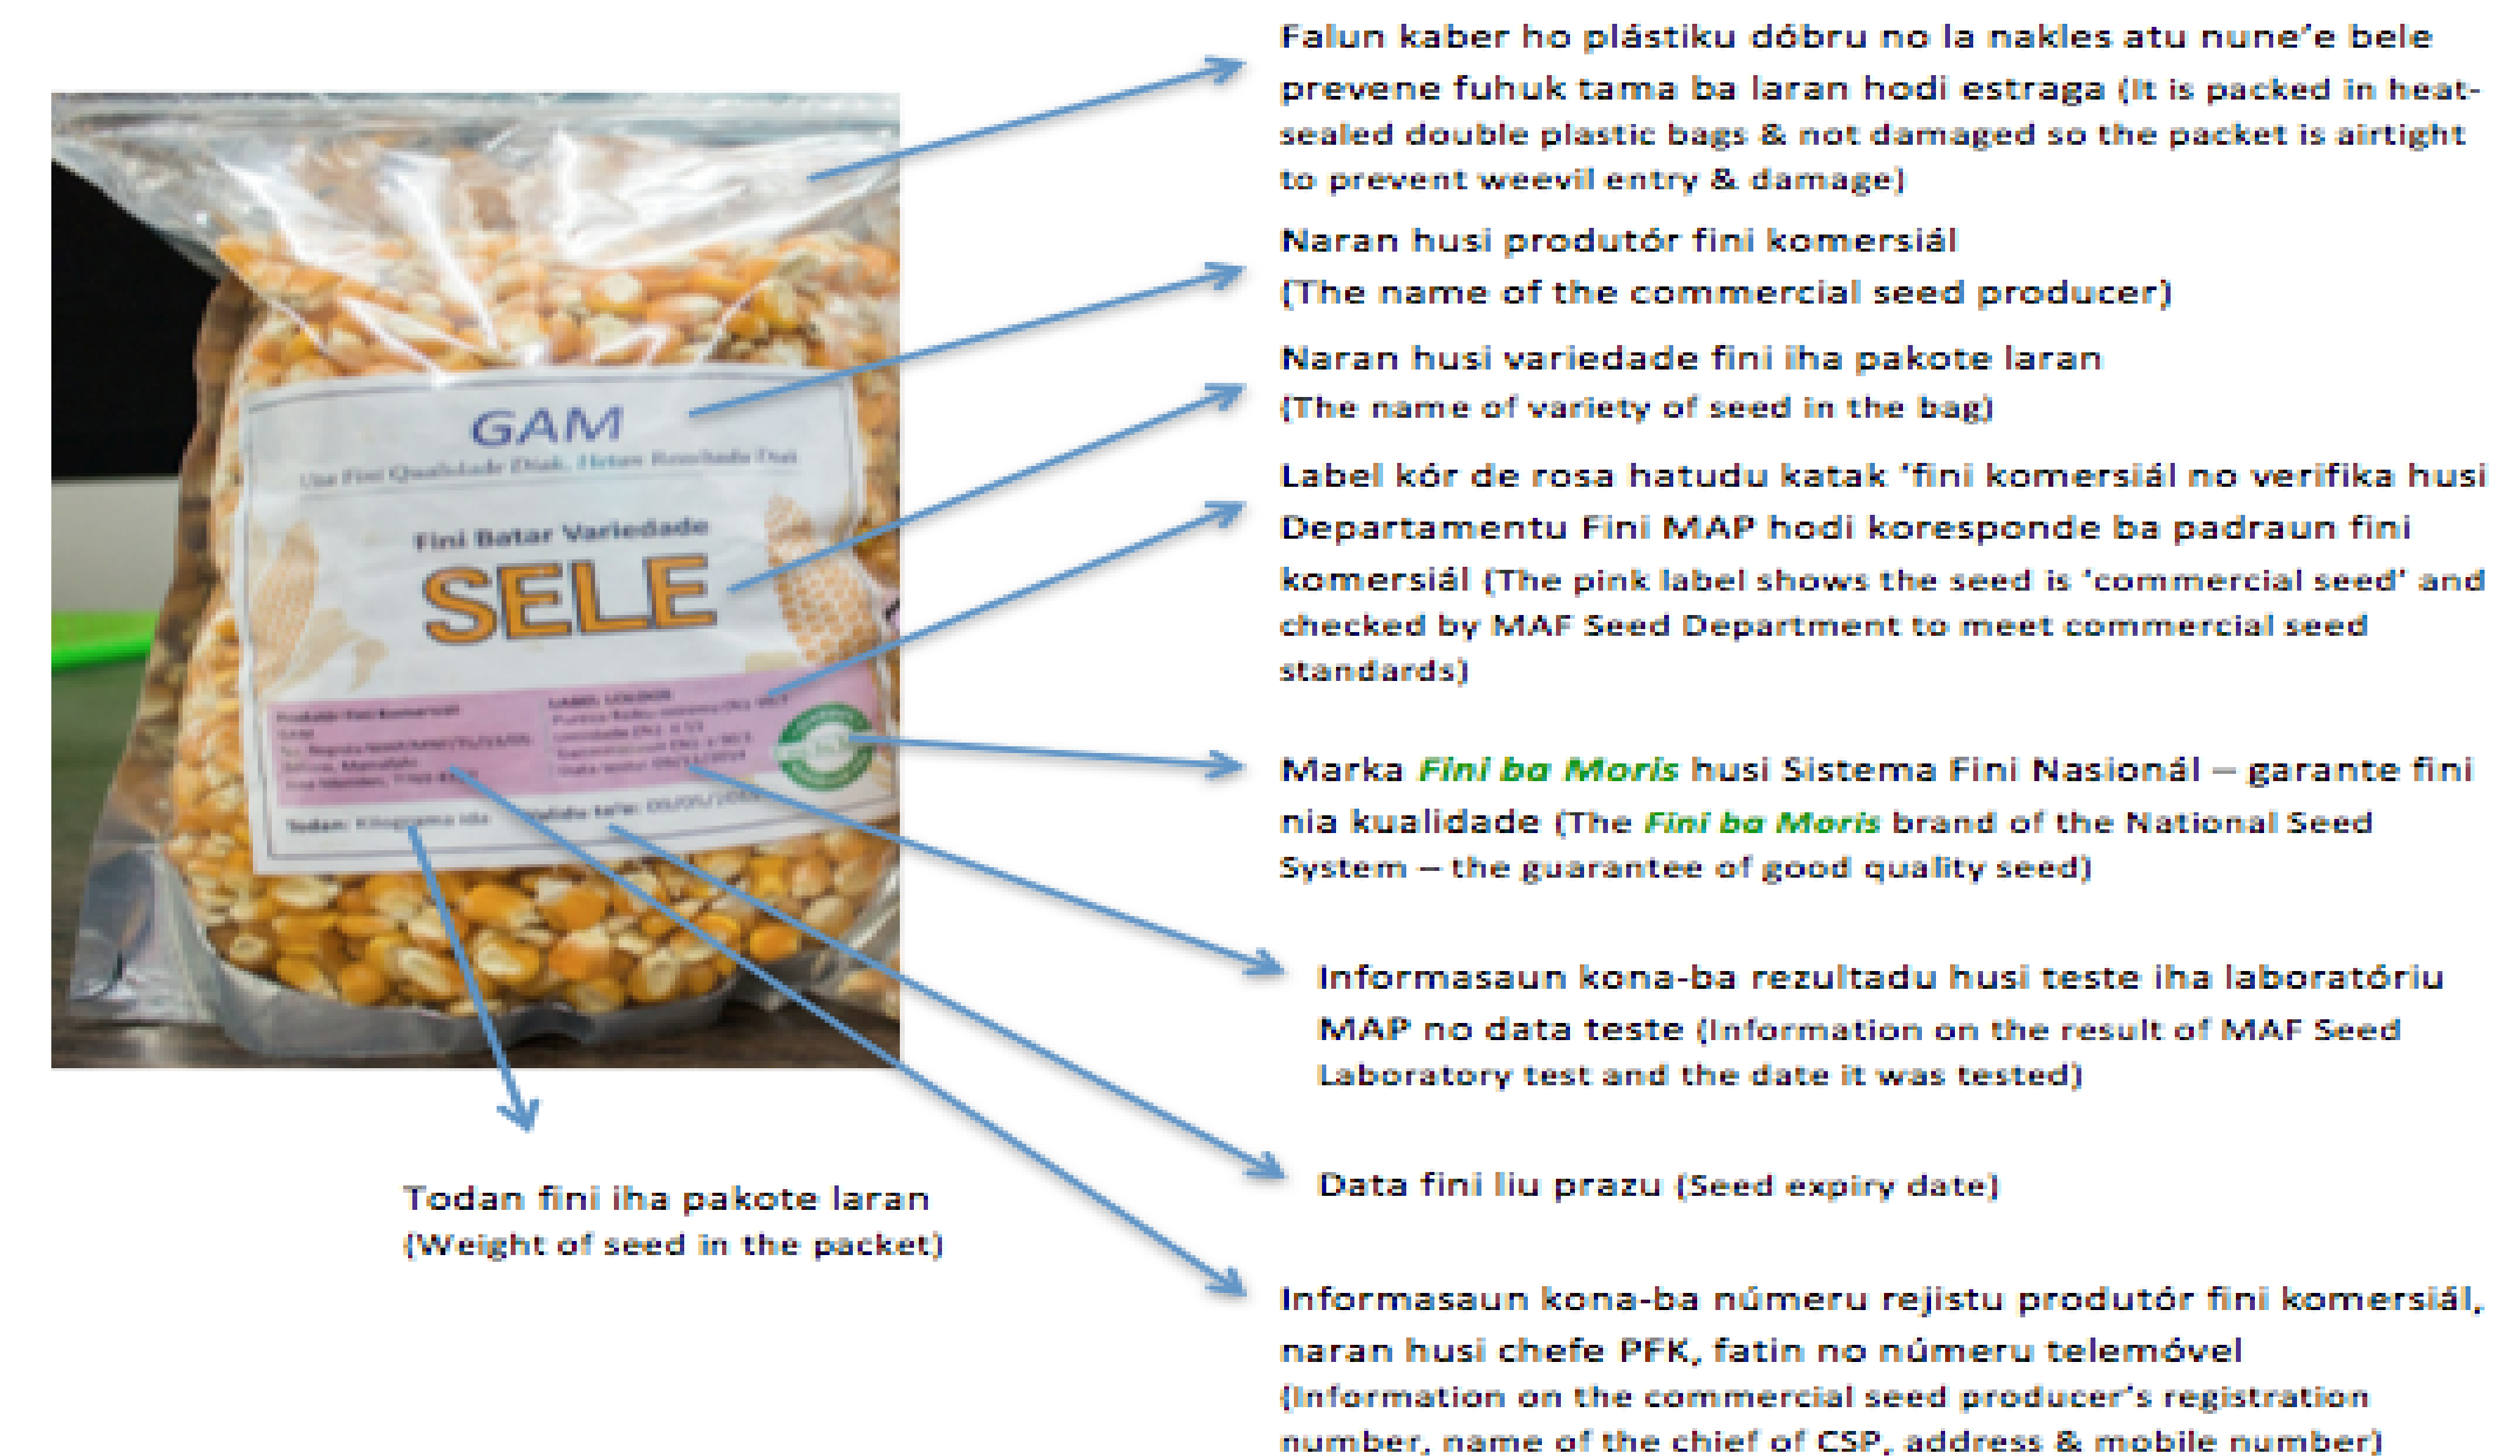 Falun kaber ho plástiku dóbru no la nakles atu nune’e bele
prevene fuhuk tama ba laran hodi estraga (It is packed in heat-
sealed double plastic bags & not damaged so the packet is airtight
to prevent weevil entry & damage)
Naran husi produtór fini komersiál
(The name of the commercial seed producer)
Naran husi variedade fini iha pakote laran
(The name of variety of seed in the bag)
Label kór de rosa hatudu katak ‘fini komersiál no verifika husi
Departamentu Fini MAP hodi koresponde ba padraun fini
komersiál (The pink label shows the seed is ‘commercial seed’ and
checked by MAF Seed Department to meet commercial seed
standards)
Marka Fini ba Moris husi Sistema Fini Nasionál – garante fini
nia kualidade (The Fini ba Moris brand of the National Seed
System – the guarantee of good quality seed)
Informasaun kona-ba rezultadu husi teste iha laboratóriu
MAP no data teste (Information on the result of MAF Seed
Laboratory test and the date it was tested)
Data fini liu prazu (Seed expiry date)
Informasaun kona-ba númeru rejistu produtór fini komersiál,
naran husi chefe PFK, fatin no númeru telemóvel
(Information on the commercial seed producer’s registration
number, name of the chief of CSP, address & mobile number)
Todan fini iha pakote laran
(Weight of seed in the packet)
GAM
Fini Batar Variedade
SELE
Todan: Kilograma ida